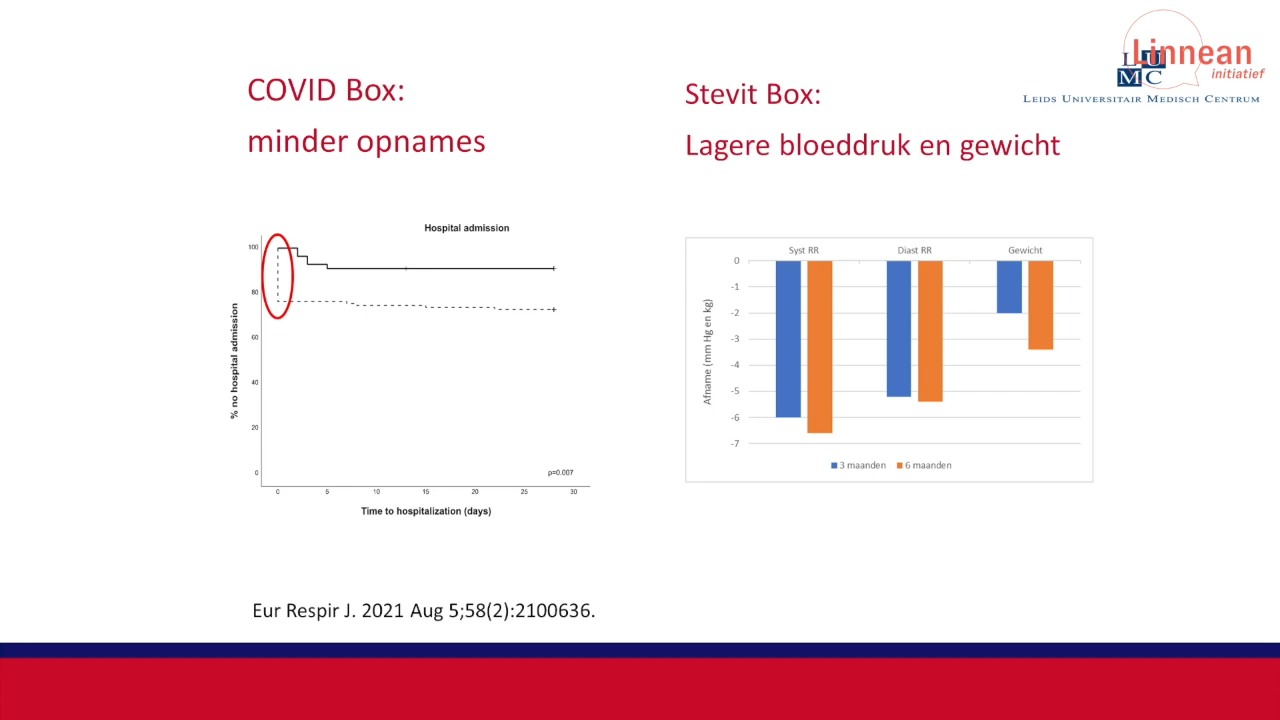 Linnean
initiatief
LUMC
LEIDS UNIVERSITAIR MEDISCH CENTRUM
COVID Box:
minder opnames
Stevit Box:
Lagere bloeddruk en gewicht
Hospital admission
% no hospital admission
100
80
60
40
20
0
p=0.007
0 5 10 15 20 25 30
Time to hospitalization (days)
Syst RR Diast RR Gewicht
Afname (mm Hg en kg)
0
-1
-2
-3
-4
-5
-6
-7
3 maanden 6 maanden
Eur Respir J. 2021 Aug 5;58(2):2100636.